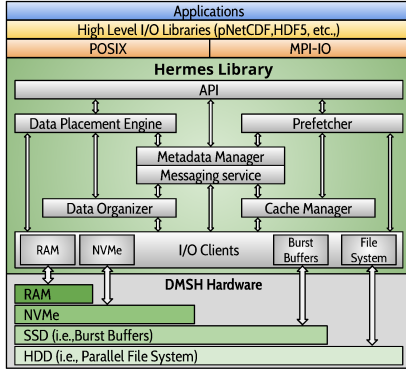 Applications
High Level I/O Libraries (pNetCDF,HDF5, etc.,)
POSIX MPI-IO
Hermes Library
API
Data Placement Engine Prefetcher
Metadata Manager
Messaging service
Data Organizer Cache Manager
RAM NVMe I/O Clients Burst Buffers File System
DMSH Hardware
RAM
NVMe
SSD (i.e.,Burst Buffers)
HDD (i.e., Parallel File System)